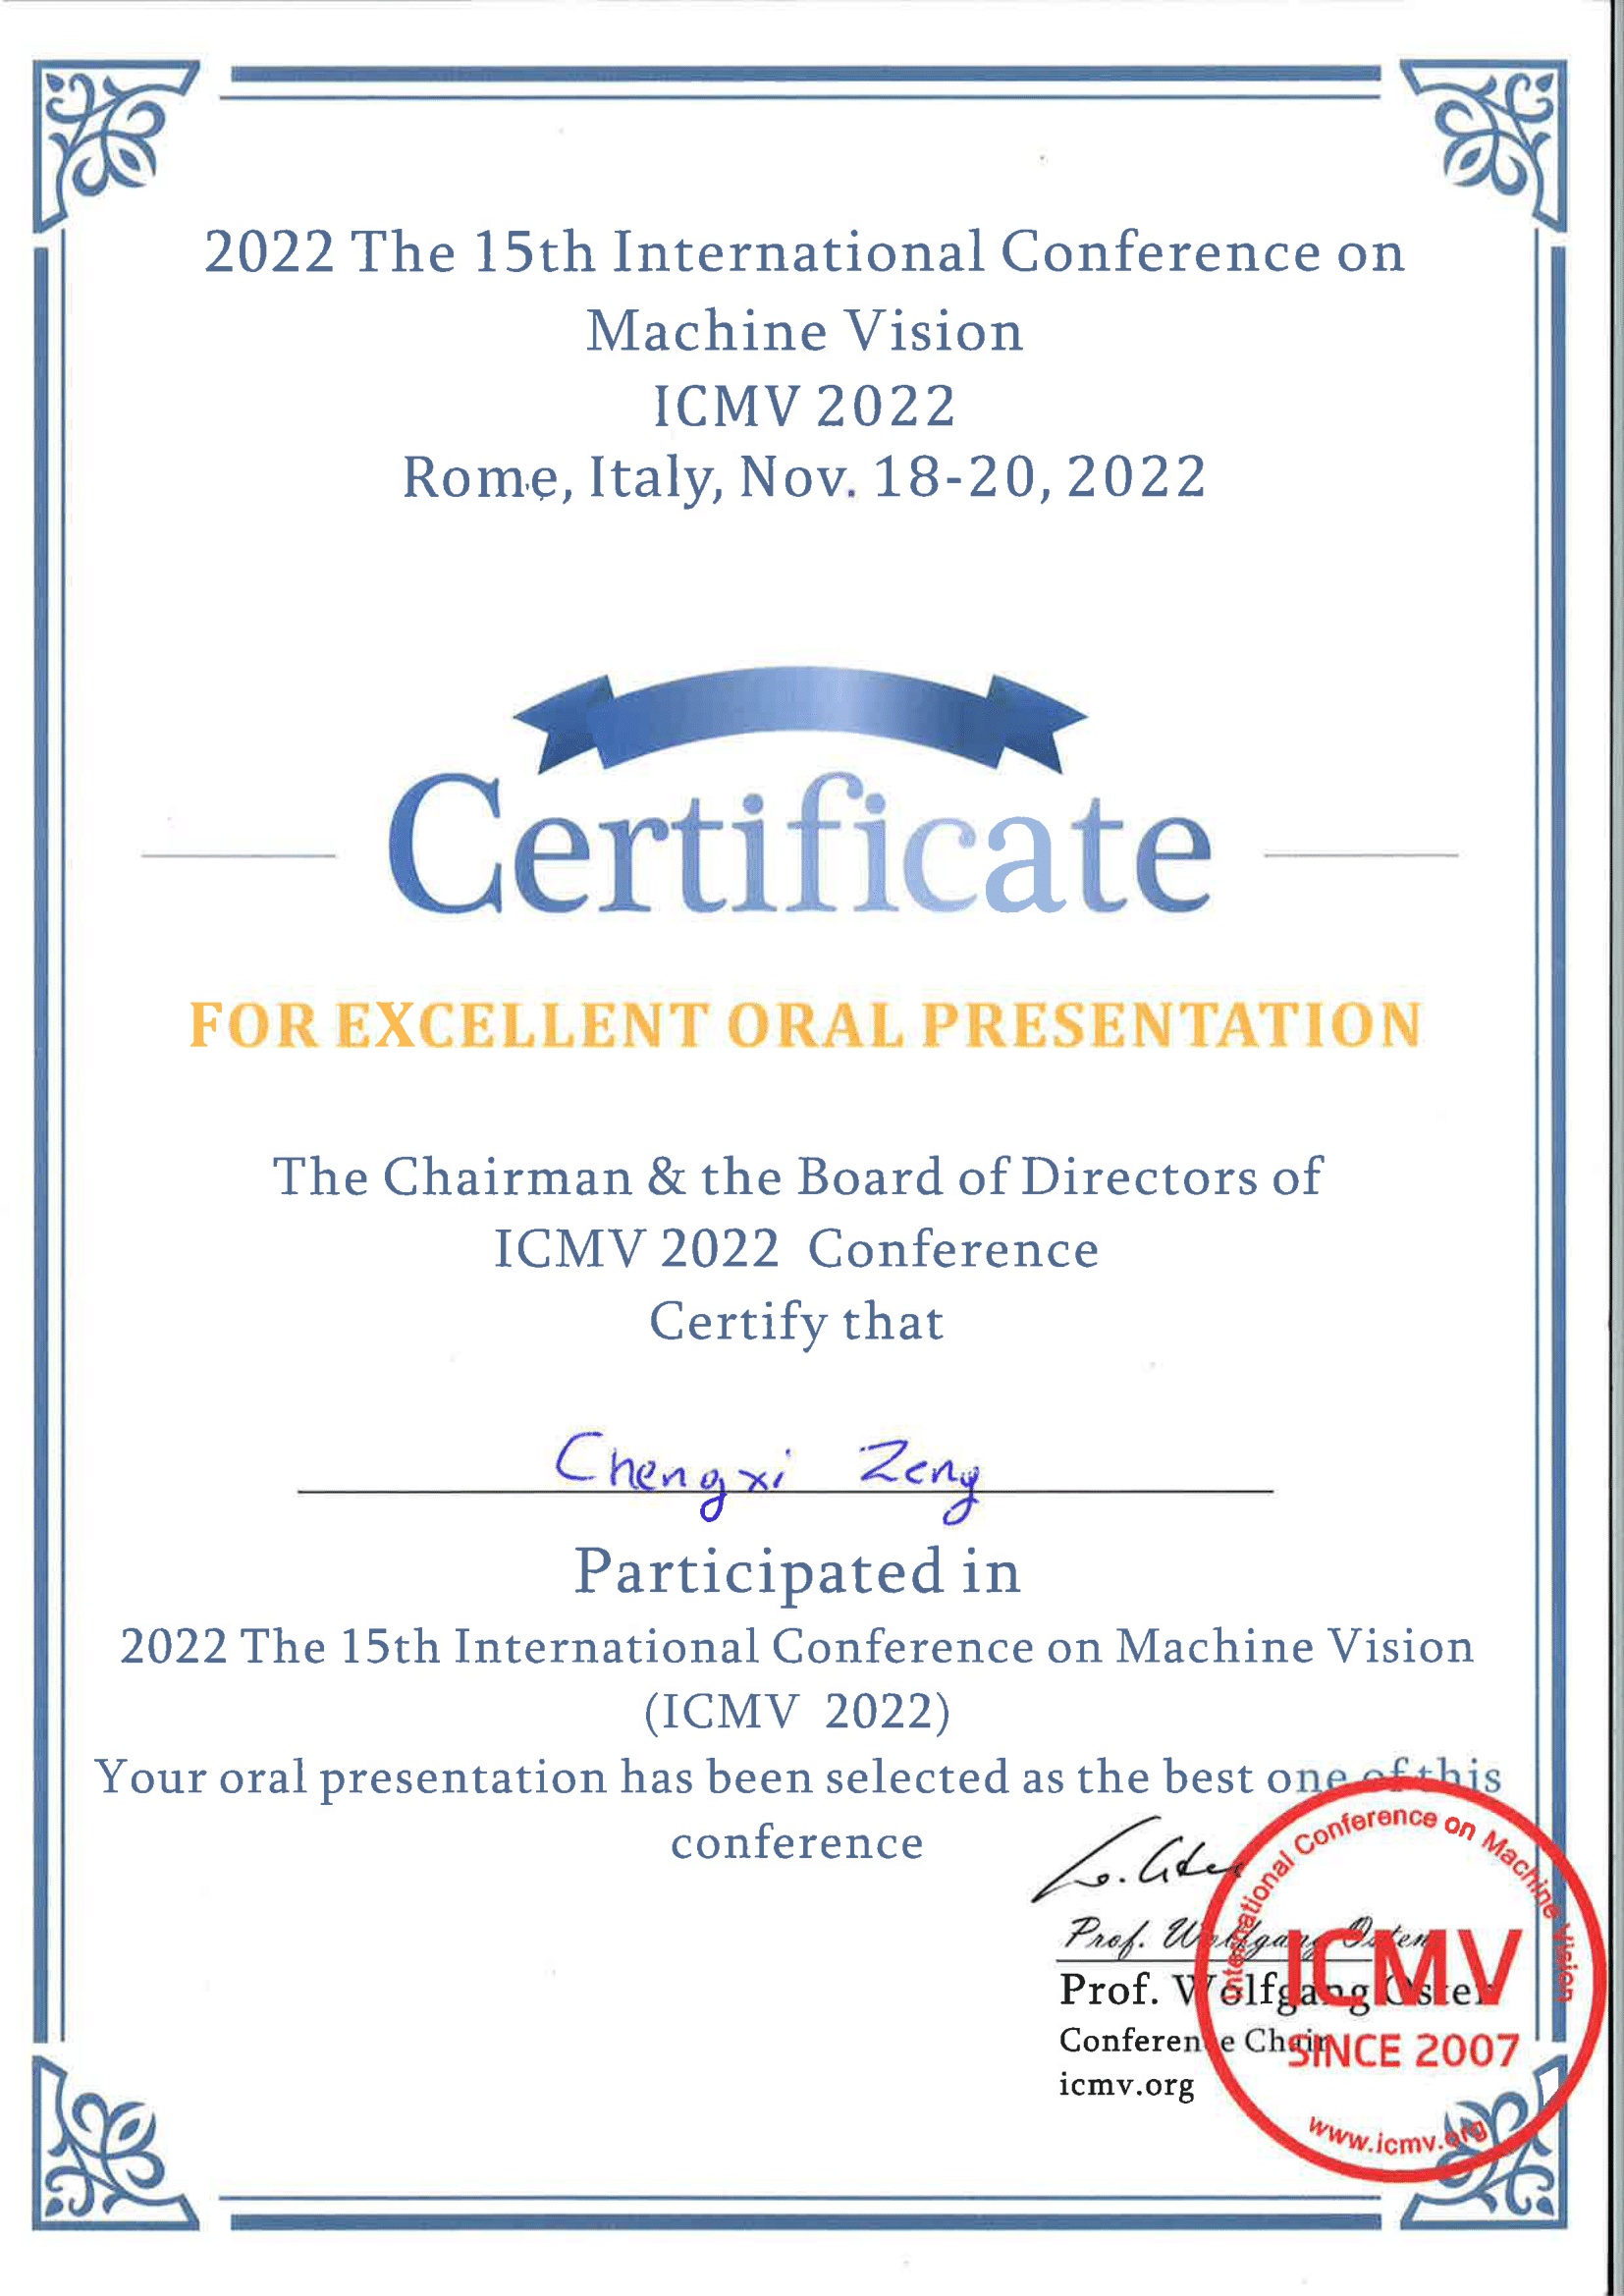 2022 The 15th International Conference on
Machine Vision
ICMV 2022
Rome, Italy, Nov. 18-20, 2022
Certificate
FOR EXCELLENT ORAL PRESENTATION
The Chairman & the Board of Directors of
ICMV 2022 Conference
Certify that
Chengxi Zeng
Participated in
2022 The 15th International Conference on Machine Vision
(ICMV 2022)
Your oral presentation has been selected as the best one of this
conference
Prof. Wolfgang Osten
Prof. Wolfgang Osten
Conference Chair
icmv.org
International Conference on Machine Vision
ICMV
SINCE 2007
www.icmv.org